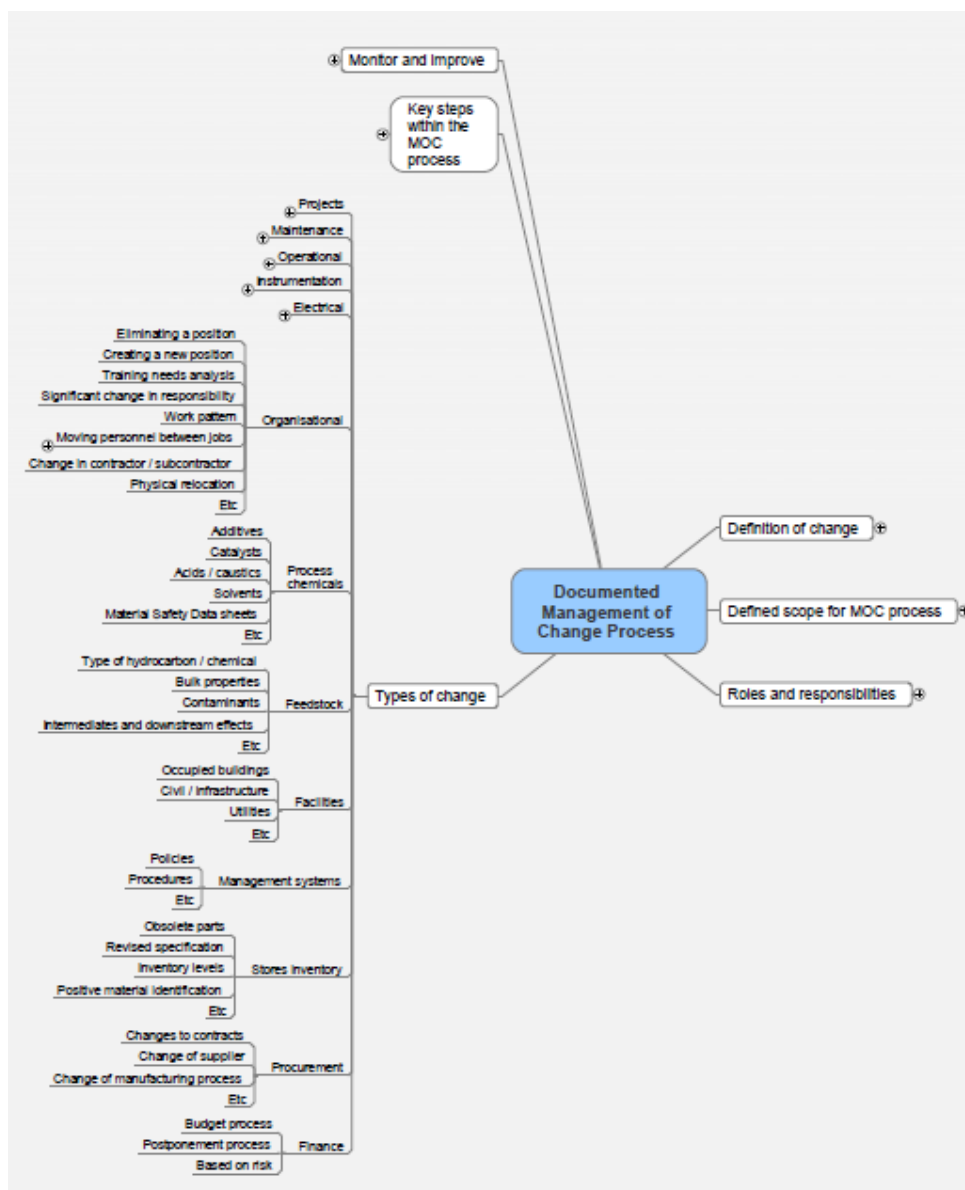 Monitor and improve
Key steps
within the
MOC
process
Projects
Maintenance
Operational
Instrumentation
Electrical
Eliminating a position
Creating a new position
Training needs analysis
Significant change in responsibility
Work pattern
Moving personnel between jobs
Change in contractor / subcontractor
Physical relocation
Etc
Organisational
Additives
Catalysts
Acids / caustics
Solvents
Material Safety Data sheets
Etc
Process
chemicals
Type of hydrocarbon / chemical
Bulk properties
Contaminants
Intermediates and downstream effects
Etc
Feedstock
Occupied buildings
Civil / infrastructure
Utilities
Etc
Facilities
Policies
Procedures
Etc
Management systems
Obsolete parts
Revised specification
Inventory levels
Positive material identification
Etc
Stores inventory
Changes to contracts
Change of supplier
Change of manufacturing process
Etc
Procurement
Budget process
Postponement process
Based on risk
Finance
Types of change
Documented
Management of
Change Process
Definition of change
Defined scope for MOC process
Roles and responsibilities